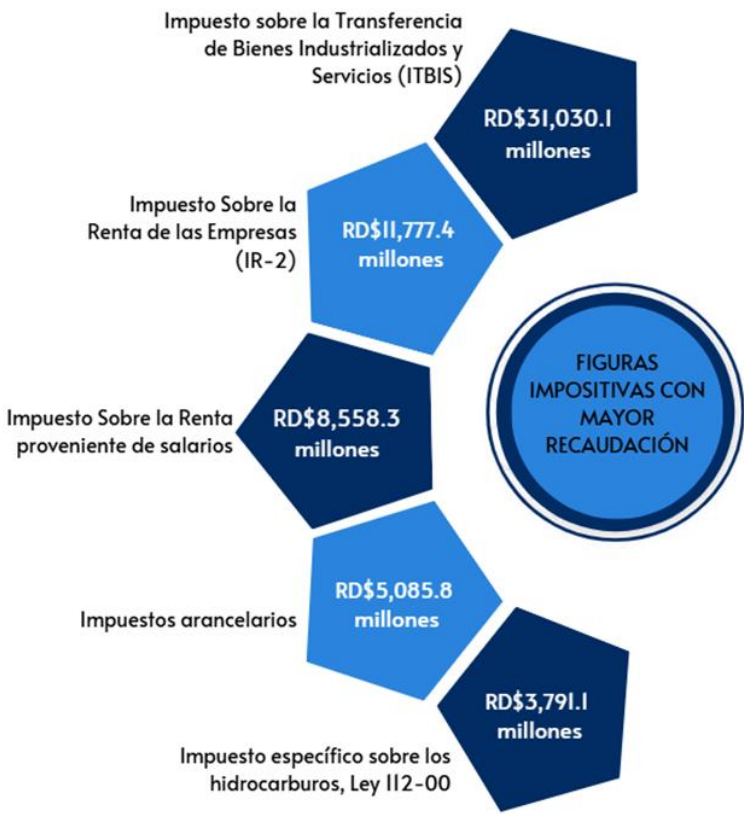 Impuesto sobre la Transferencia
de Bienes Industrializados y
Servicios (ITBIS)
RD$31,030.1
millones
Impuesto Sobre la
Renta de las Empresas
(IR-2)
RD$11,777.4
millones
FIGURAS
IMPOSITIVAS CON
MAYOR
RECAUDACIÓN
Impuesto Sobre la Renta
proveniente de salarios
RD$8,558.3
millones
Impuestos arancelarios
RD$5,085.8
millones
Impuesto específico sobre los
hidrocarburos, Ley 112-00
RD$3,791.1
millones